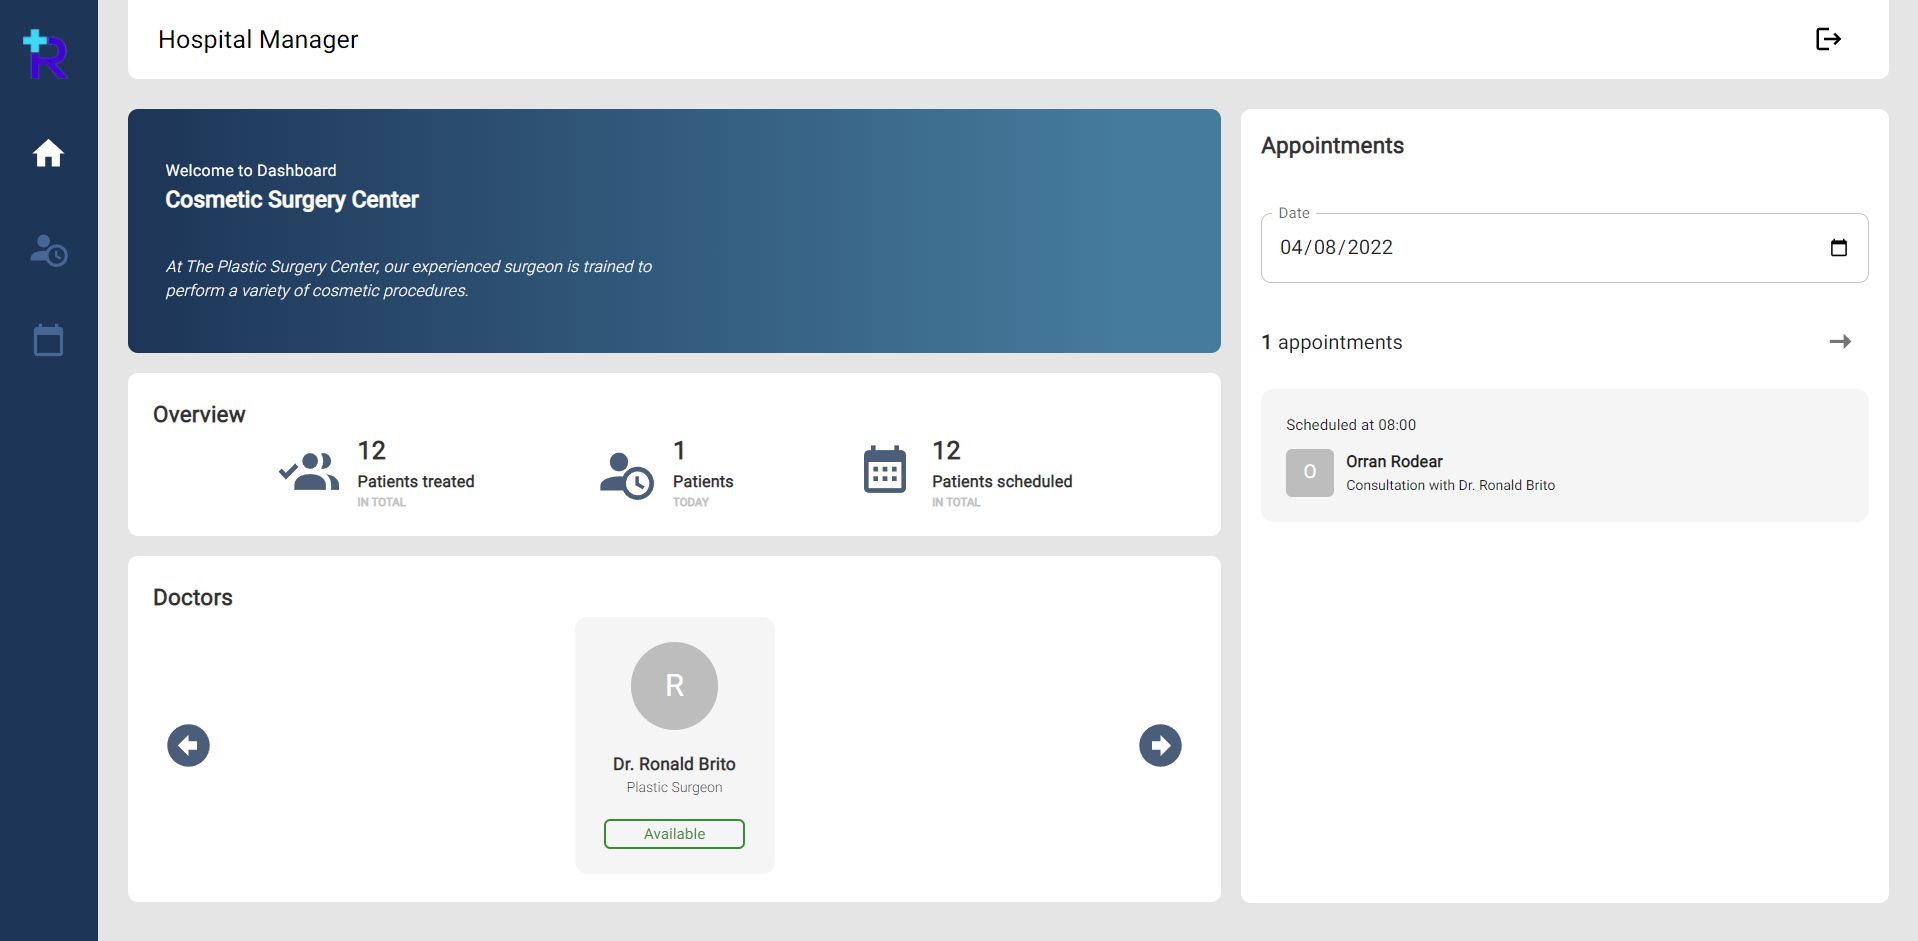 R
Hospital Manager
Welcome to Dashboard
Cosmetic Surgery Center
At The Plastic Surgery Center, our experienced surgeon is trained to
perform a variety of cosmetic procedures.
Overview
12
Patients treated
IN TOTAL
1
Patients
TODAY
12
Patients scheduled
IN TOTAL
Doctors
R
Dr. Ronald Brito
Plastic Surgeon
Available
Appointments
Date
04/08/2022
1 appointments
Scheduled at 08:00
O
Orran Rodear
Consultation with Dr. Ronald Brito